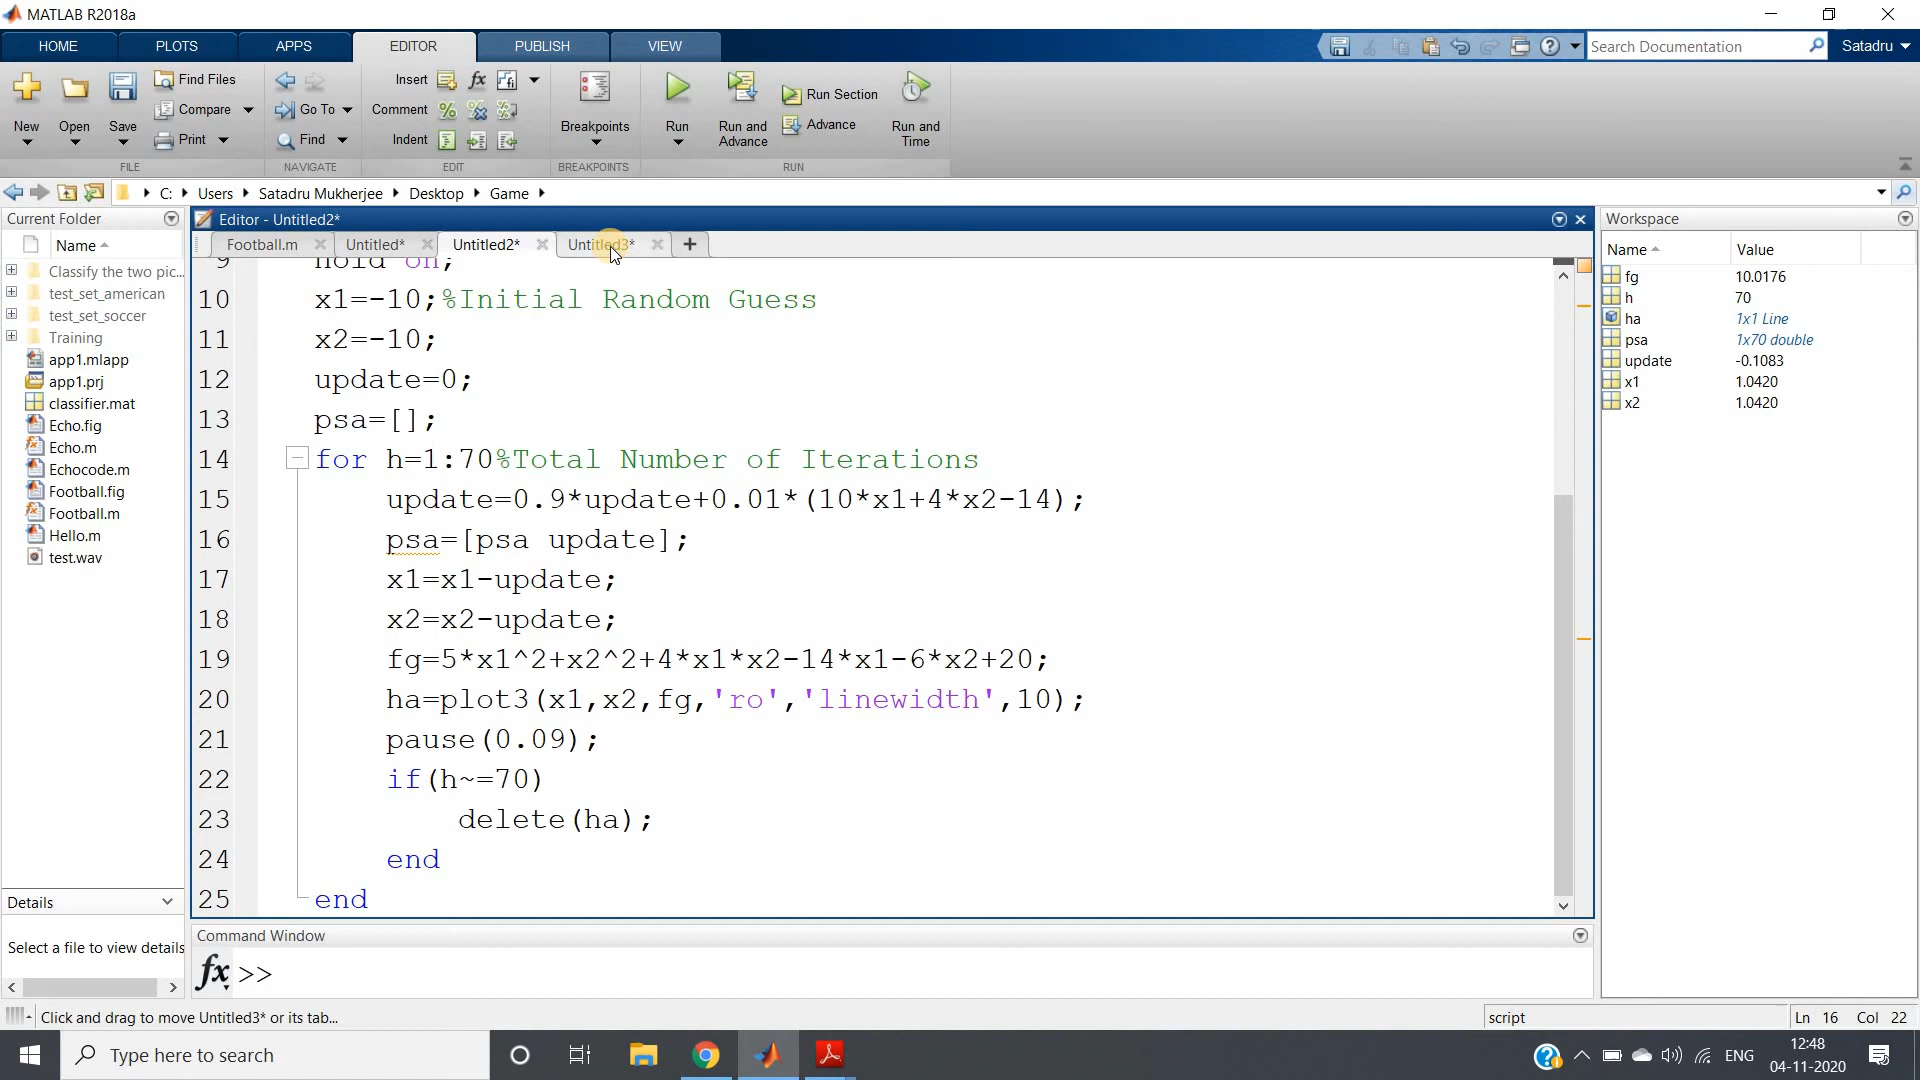 MATLAB R2018a
HOME PLOTS APPS EDITOR PUBLISH VIEW Search Documentation Satadru
New Open Save Find Files Compare Print Go To Find Insert fx Comment Indent Breakpoints Run Run and Advance Run Section Advance Run and Time
FILE NAVIGATE EDIT BREAKPOINTS RUN
C: Users Satadru Mukherjee Desktop Game
Current Folder
Name
Classify the two pic...
test_set_american
test_set_soccer
Training
app1.mlapp
app1.prj
classifier.mat
Echo.fig
Echo.m
Echocode.m
Football.fig
Football.m
Hello.m
test.wav
Details
Select a file to view details
Editor - Untitled2*
Football.m Untitled* Untitled2* Untitled3* +
9 hold on;
10 x1=-10;%Initial Random Guess
11 x2=-10;
12 update=0;
13 psa=[];
14 for h=1:70%Total Number of Iterations
15 update=0.9*update+0.01*(10*x1+4*x2-14);
16 psa=[psa update];
17 x1=x1-update;
18 x2=x2-update;
19 fg=5*x1^2+x2^2+4*x1*x2-14*x1-6*x2+20;
20 ha=plot3(x1,x2,fg,'ro','linewidth',10);
21 pause(0.09);
22 if(h~=70)
23 delete(ha);
24 end
25 end
Command Window
fx >>
Workspace
Name Value
fg 10.0176
h 70
ha 1x1 Line
psa 1x70 double
update -0.1083
x1 1.0420
x2 1.0420
Click and drag to move Untitled3* or its tab... script Ln 16 Col 22
Type here to search ENG 12:48
04-11-2020